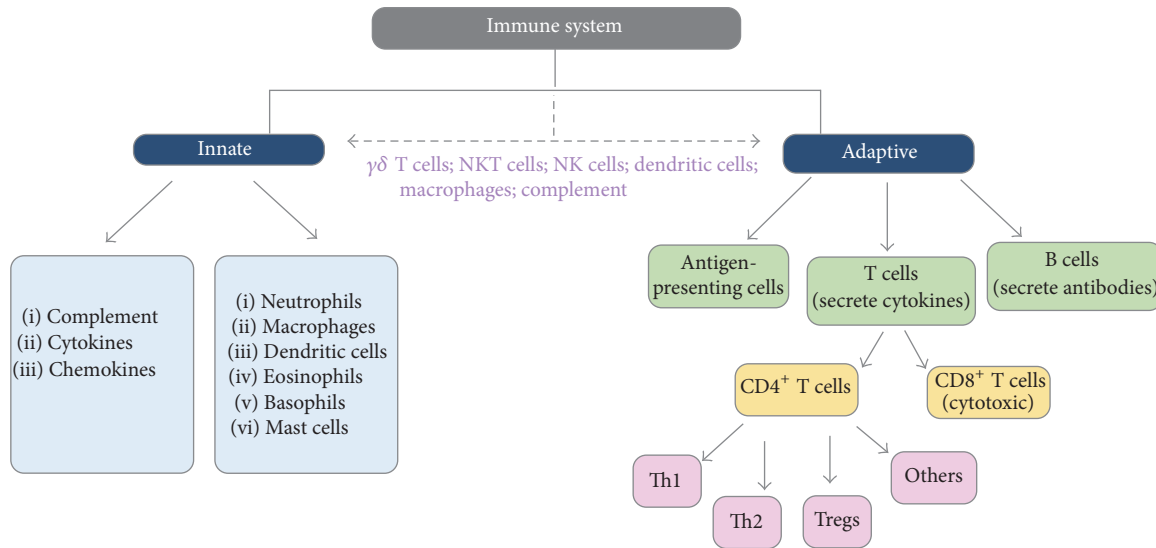 Immune system
Innate
Adaptive
γδ T cells; NKT cells; NK cells; dendritic cells;
macrophages; complement
(i) Complement
(ii) Cytokines
(iii) Chemokines
(i) Neutrophils
(ii) Macrophages
(iii) Dendritic cells
(iv) Eosinophils
(v) Basophils
(vi) Mast cells
Antigen-
presenting cells
T cells
(secrete cytokines)
B cells
(secrete antibodies)
CD4⁺ T cells
CD8⁺ T cells
(cytotoxic)
Th1
Th2
Tregs
Others